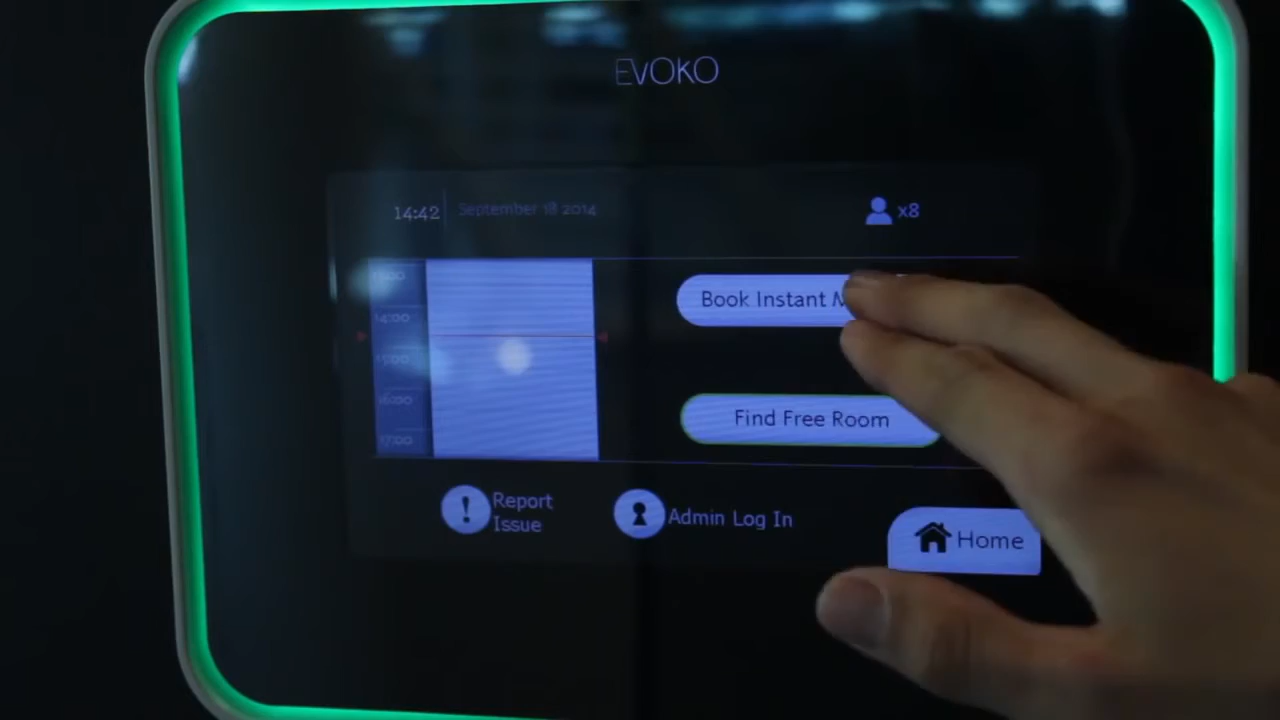 EVOKO
14:42 September 18 2014
x8
14:00
15:00
16:00
17:00
Book Instant
Find Free Room
Report
Issue
Admin Log In
Home